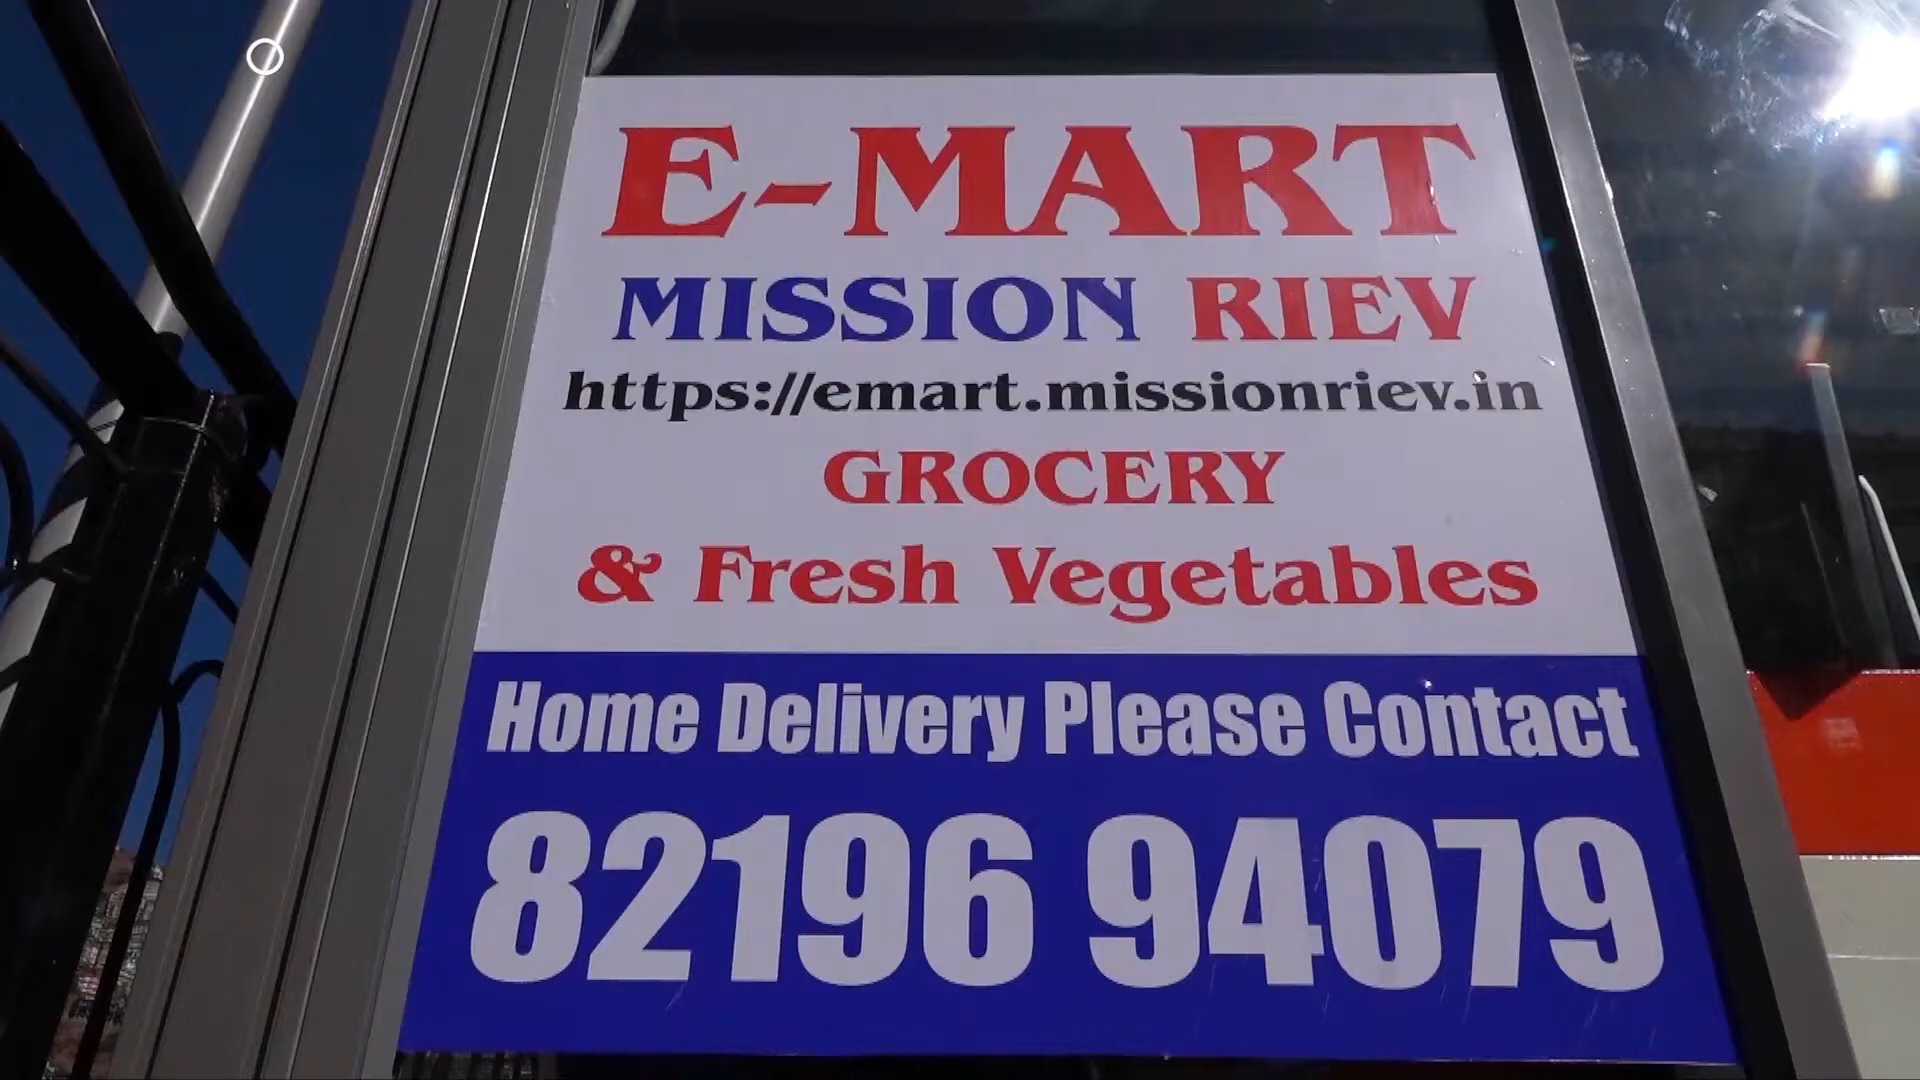 E-MART
MISSION RIEV
https://emart.missionriev.in
GROCERY
& Fresh Vegetables
Home Delivery Please Contact
82196 94079